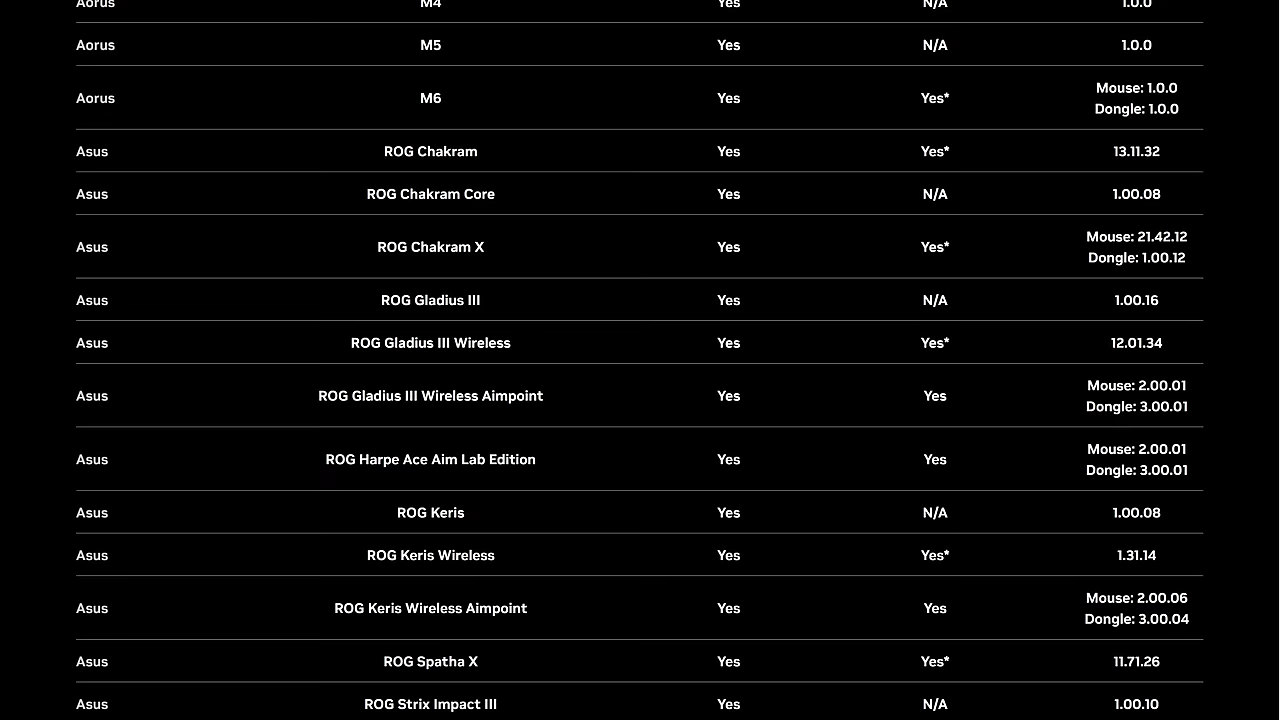 Aorus M4 Yes N/A 1.0.0
Aorus M5 Yes N/A 1.0.0
Aorus M6 Yes Yes* Mouse: 1.0.0
Dongle: 1.0.0
Asus ROG Chakram Yes Yes* 13.11.32
Asus ROG Chakram Core Yes N/A 1.00.08
Asus ROG Chakram X Yes Yes* Mouse: 21.42.12
Dongle: 1.00.12
Asus ROG Gladius III Yes N/A 1.00.16
Asus ROG Gladius III Wireless Yes Yes* 12.01.34
Asus ROG Gladius III Wireless Aimpoint Yes Yes Mouse: 2.00.01
Dongle: 3.00.01
Asus ROG Harpe Ace Aim Lab Edition Yes Yes Mouse: 2.00.01
Dongle: 3.00.01
Asus ROG Keris Yes N/A 1.00.08
Asus ROG Keris Wireless Yes Yes* 1.31.14
Asus ROG Keris Wireless Aimpoint Yes Yes Mouse: 2.00.06
Dongle: 3.00.04
Asus ROG Spatha X Yes Yes* 11.71.26
Asus ROG Strix Impact III Yes N/A 1.00.10